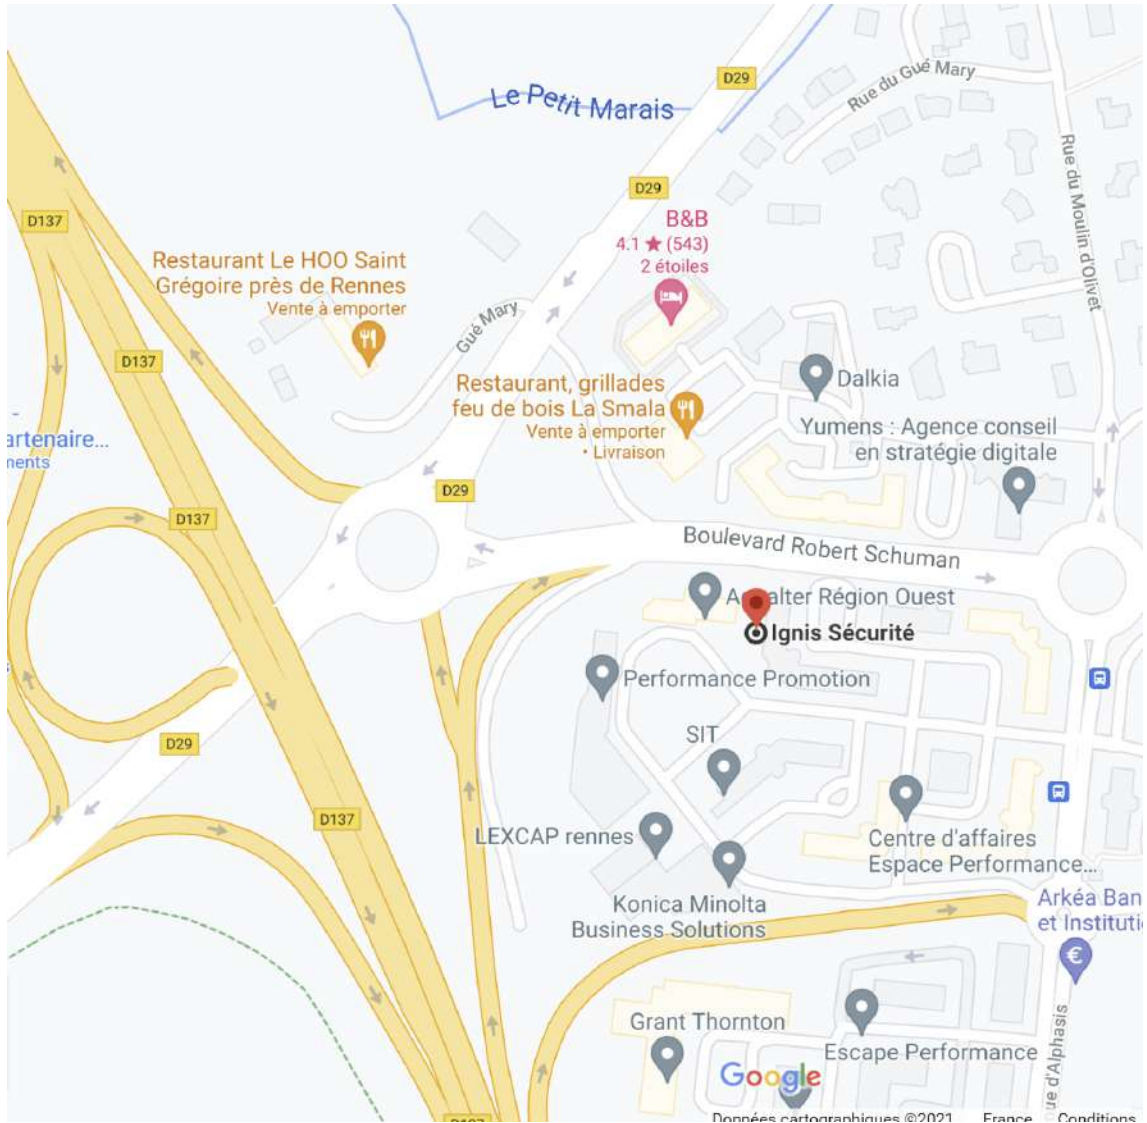 D29
Rue du Gué Mary
Le Petit Marais
D29
Rue du Moulin d'Olivet
D137
B&B
4.1 ★ (543)
2 étoiles
Restaurant Le HOO Saint
Grégoire près de Rennes
Vente à emporter
Gué Mary
D137
Restaurant, grillades
feu de bois La Smala
Vente à emporter
• Livraison
Dalkia
Yumens : Agence conseil
en stratégie digitale
artenaire...
ments
D29
D137
Boulevard Robert Schuman
alter Région Ouest
Ignis Sécurité
Performance Promotion
SIT
D29
D137
LEXCAP rennes
Centre d'affaires
Espace Performance...
Konica Minolta
Business Solutions
Arkéa Ban
et Instituti
€
Grant Thornton
Escape Performance
ue d'Alphasis
Google
D137
Données cartographiques ©2021 France Conditions